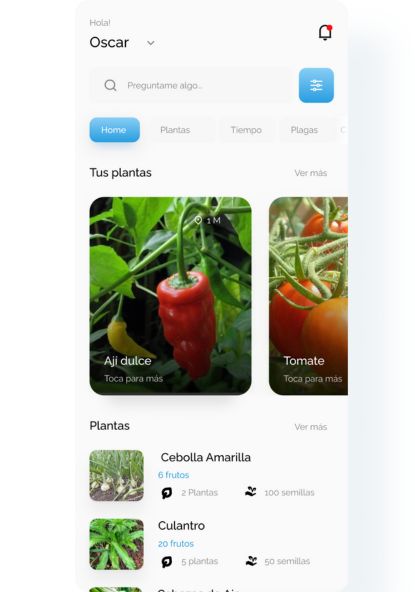 Hola!
Oscar
Preguntame algo...
Home
Plantas
Tiempo
Plagas
Tus plantas
Ver más
1 M
Aji dulce
Toca para más
Tomate
Toca para más
Plantas
Ver más
Cebolla Amarilla
6 frutos
2 Plantas
100 semillas
Culantro
20 frutos
5 plantas
50 semillas